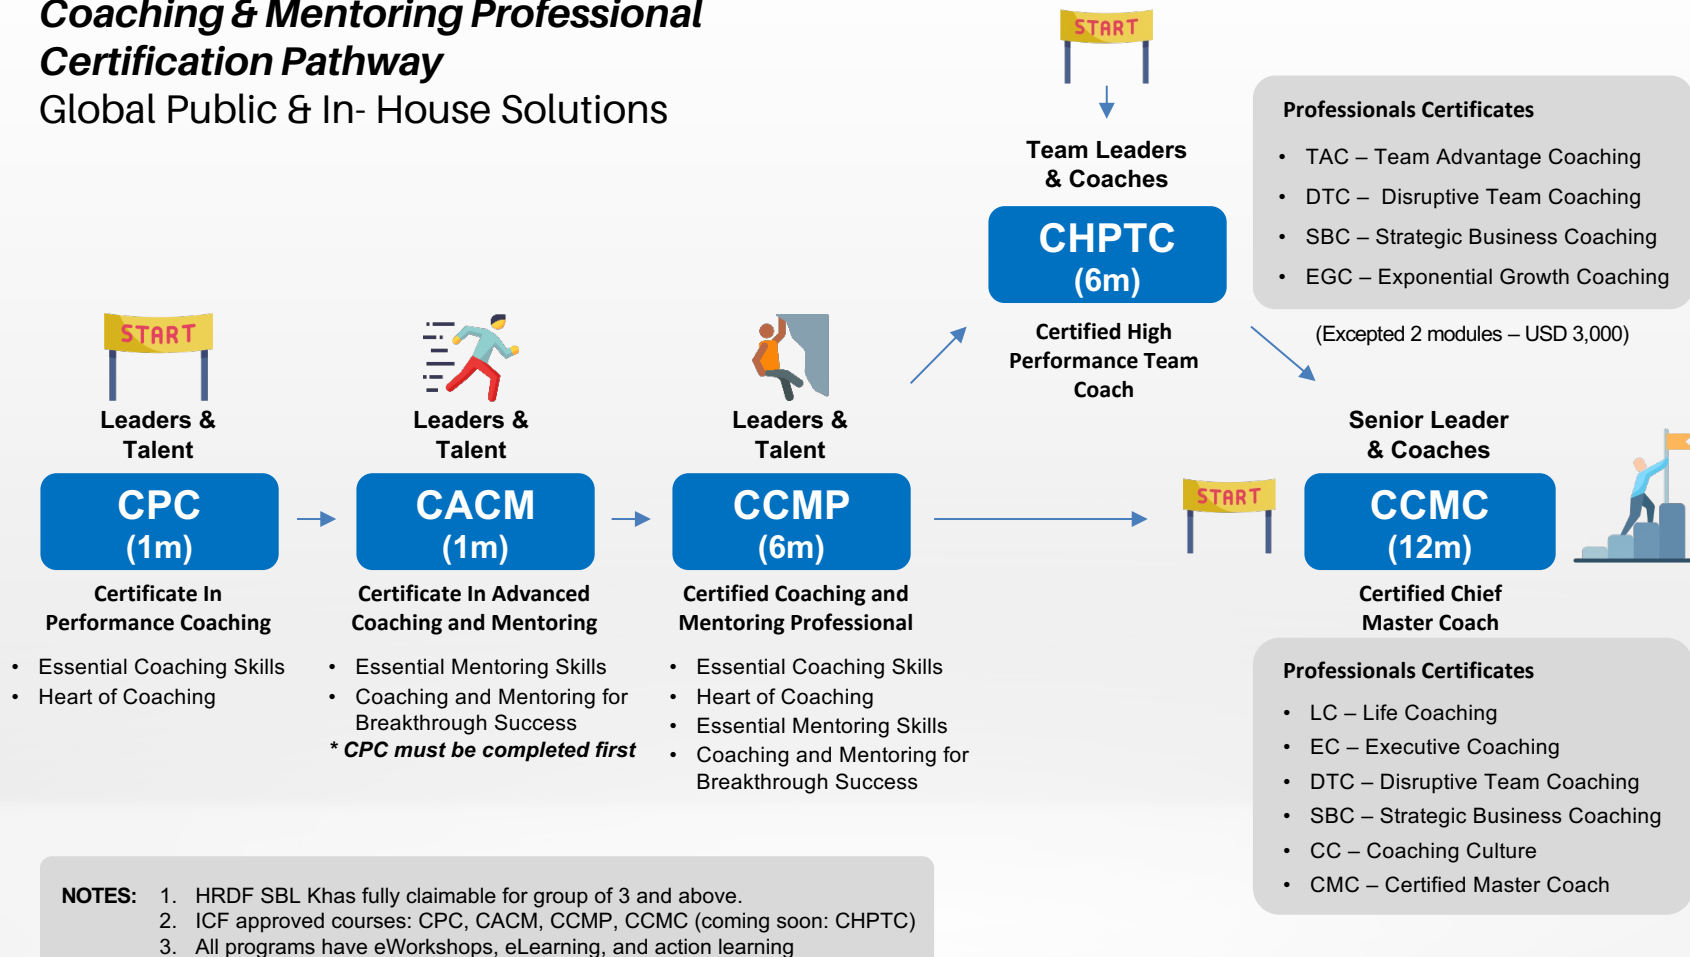 Coaching & Mentoring Professional
Certification Pathway
Global Public & In- House Solutions
START
Team Leaders
& Coaches
CHPTC
(6m)
Certified High
Performance Team
Coach
Professionals Certificates
• TAC – Team Advantage Coaching
• DTC – Disruptive Team Coaching
• SBC – Strategic Business Coaching
• EGC – Exponential Growth Coaching
(Excepted 2 modules – USD 3,000)
START
Leaders &
Talent
CPC
(1m)
Certificate In
Performance Coaching
• Essential Coaching Skills
• Heart of Coaching
Leaders &
Talent
CACM
(1m)
Certificate In Advanced
Coaching and Mentoring
• Essential Mentoring Skills
• Coaching and Mentoring for
Breakthrough Success
* CPC must be completed first
Leaders &
Talent
CCMP
(6m)
Certified Coaching and
Mentoring Professional
• Essential Coaching Skills
• Heart of Coaching
• Essential Mentoring Skills
• Coaching and Mentoring for
Breakthrough Success
START
Senior Leader
& Coaches
CCMC
(12m)
Certified Chief
Master Coach
Professionals Certificates
• LC – Life Coaching
• EC – Executive Coaching
• DTC – Disruptive Team Coaching
• SBC – Strategic Business Coaching
• CC – Coaching Culture
• CMC – Certified Master Coach
NOTES: 1. HRDF SBL Khas fully claimable for group of 3 and above.
2. ICF approved courses: CPC, CACM, CCMP, CCMC (coming soon: CHPTC)
3. All programs have eWorkshops, eLearning, and action learning